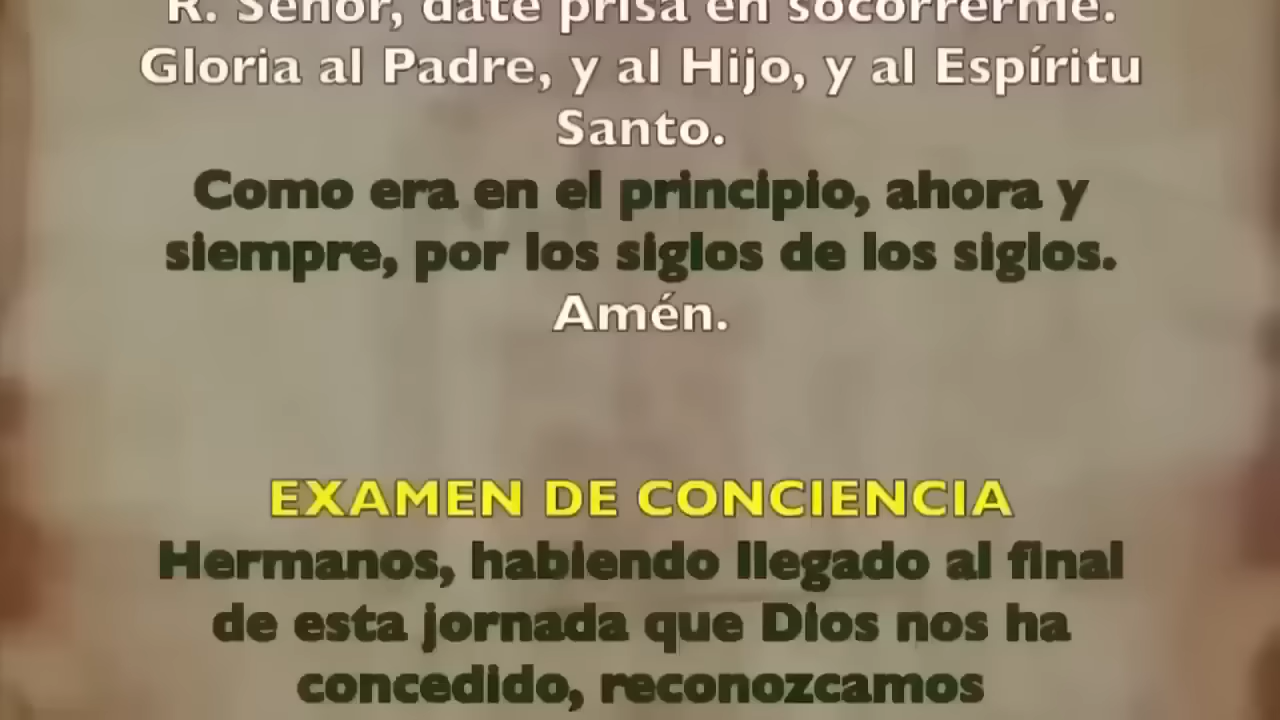 R. Señor, date prisa en socorrerme.
Gloria al Padre, y al Hijo, y al Espíritu
Santo.
Como era en el principio, ahora y
siempre, por los siglos de los siglos.
Amén.
EXAMEN DE CONCIENCIA
Hermanos, habiendo llegado al final
de esta jornada que Dios nos ha
concedido, reconozcamos